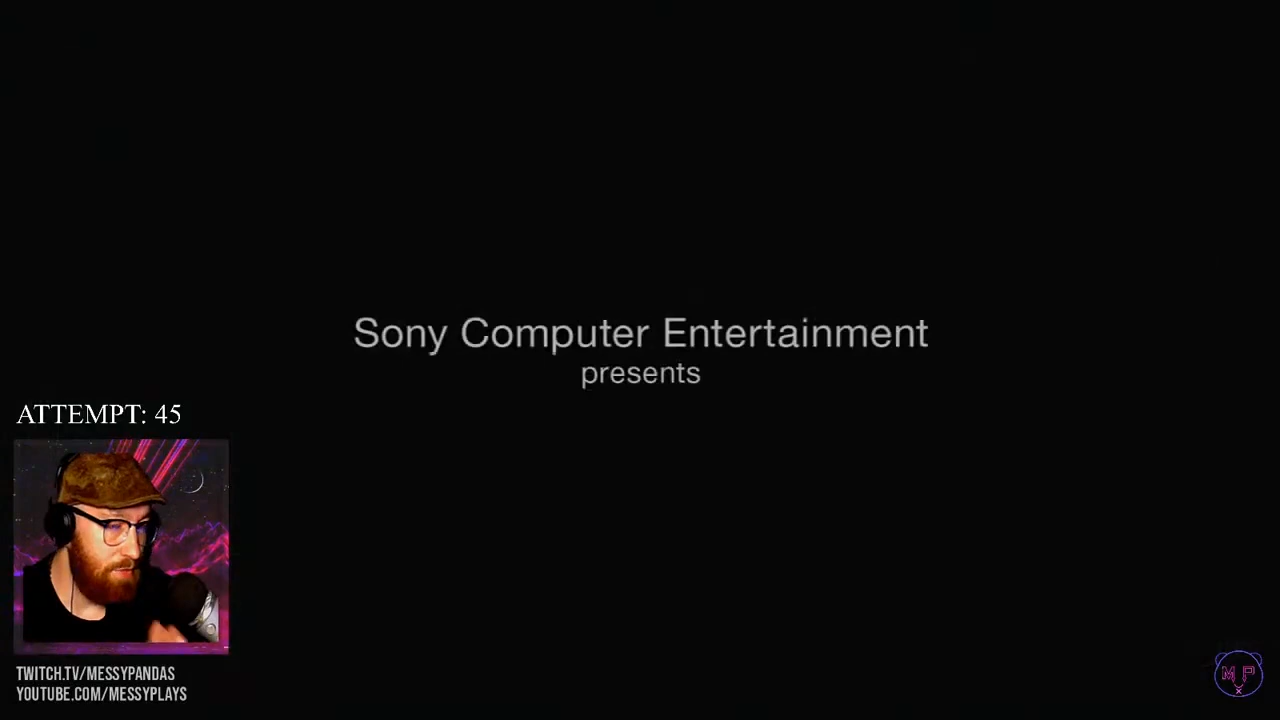 Sony Computer Entertainment
presents
ATTEMPT: 45
TWITCH.TV/MESSYPANDAS
YOUTUBE.COM/MESSYPLAYS
M P
X